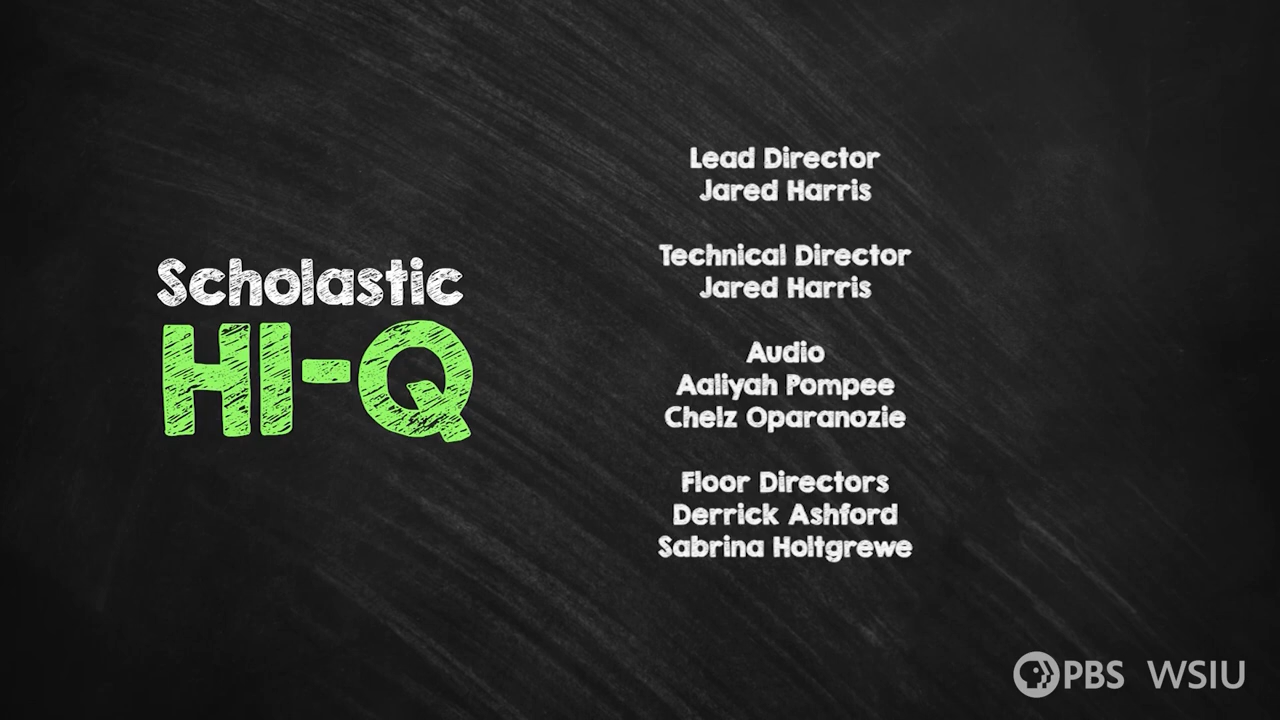 Scholastic
HI-Q
Lead Director
Jared Harris
Technical Director
Jared Harris
Audio
Aaliyah Pompee
Chelz Oparanozie
Floor Directors
Derrick Ashford
Sabrina Holtgrewe
PBS WSIU